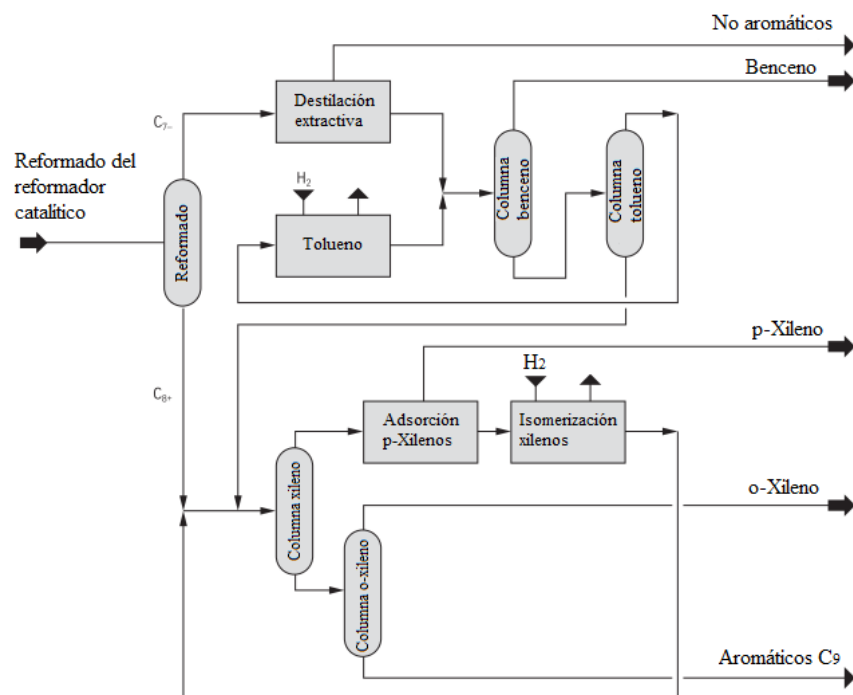 No aromáticos
Benceno
Destilación
extractiva
C7–
Columna
benceno
Columna
tolueno
Reformado del
reformador
catalítico
H2
Reformado
Tolueno
p-Xileno
H2
C8+
Adsorción
p-Xilenos
Isomerización
xilenos
Columna xileno
o-Xileno
Columna o-xileno
Aromáticos C9